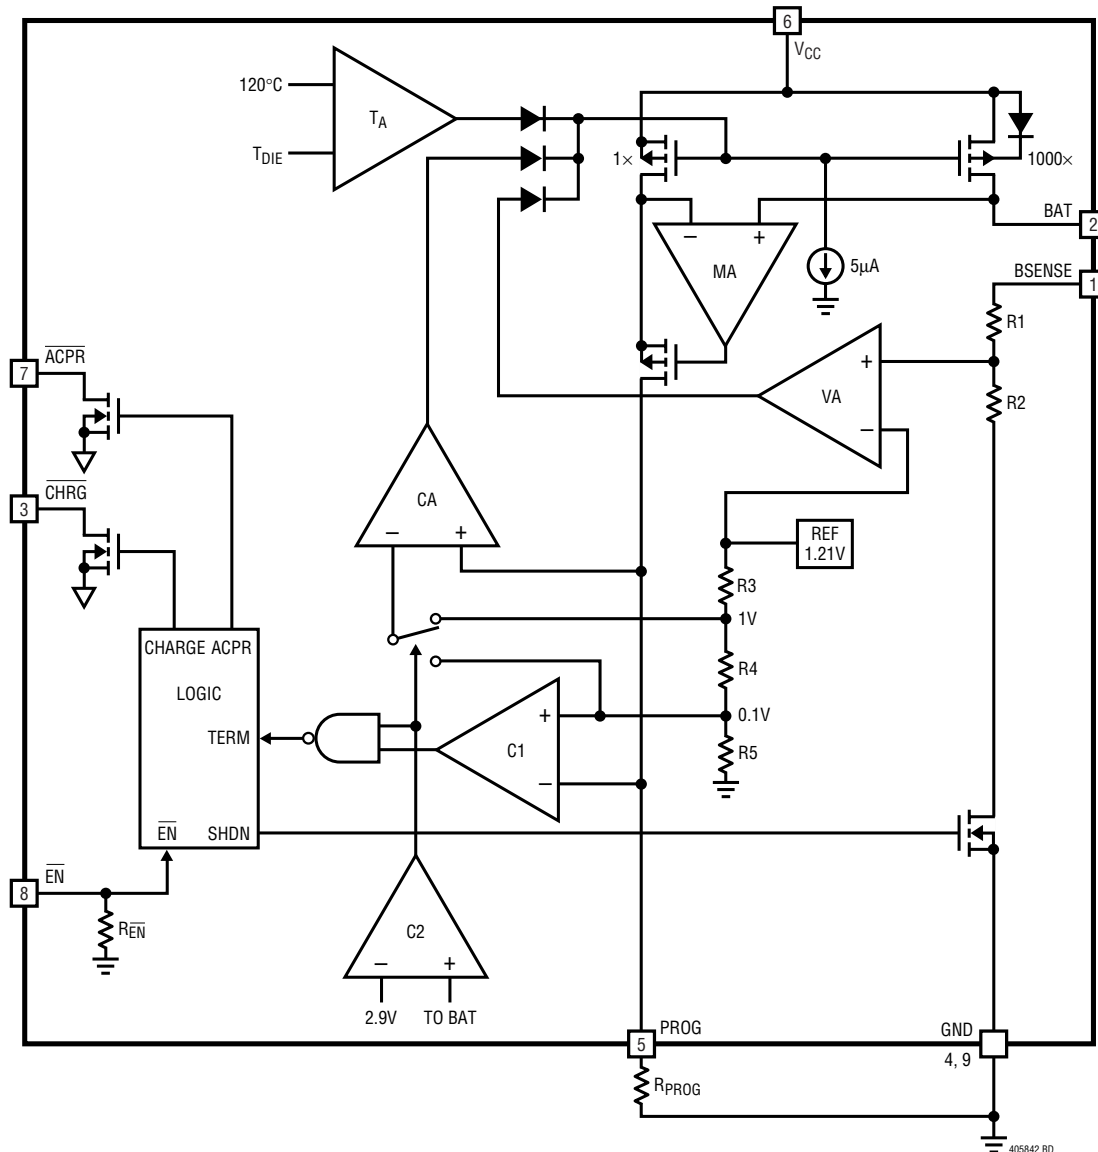 6
VCC
120°C
TA
TDIE
1×
1000×
BAT
2
– +
MA
5µA
BSENSE
1
R1
ACPR
7
+
VA
–
R2
CHRG
3
CA
– +
REF
1.21V
R3
1V
CHARGE ACPR
LOGIC
R4
TERM
+
C1
–
0.1V
R5
EN SHDN
EN
8
REN
C2
– +
2.9V TO BAT
PROG
5
GND
4, 9
RPROG
405842 BD